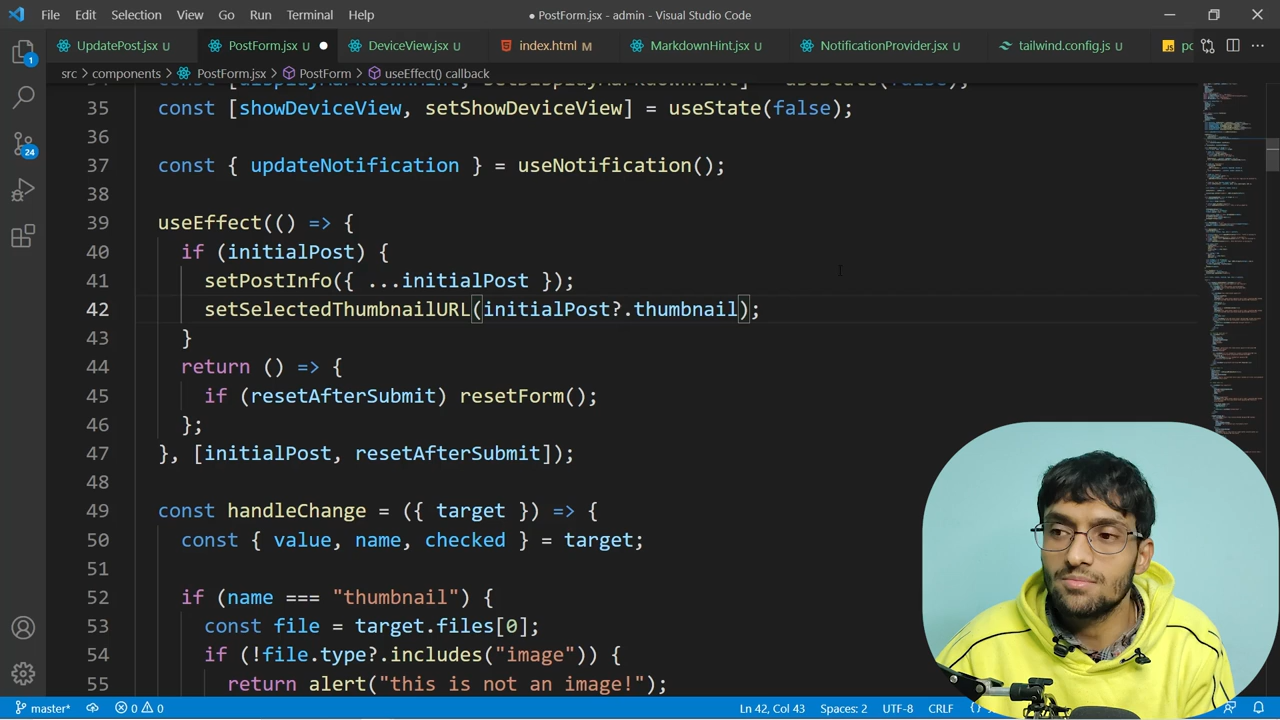 File Edit Selection View Go Run Terminal Help
● PostForm.jsx - admin - Visual Studio Code
UpdatePost.jsx U PostForm.jsx U ● DeviceView.jsx U index.html M MarkdownHint.jsx U NotificationProvider.jsx U tailwind.config.js U JS
src > components > PostForm.jsx > PostForm > useEffect() callback
35 const [showDeviceView, setShowDeviceView] = useState(false);
36
37 const { updateNotification } = useNotification();
38
39 useEffect(() => {
40 if (initialPost) {
41 setPostInfo({ ...initialPost });
42 setSelectedThumbnailURL(initialPost?.thumbnail);
43 }
44 return () => {
45 if (resetAfterSubmit) resetForm();
46 };
47 }, [initialPost, resetAfterSubmit]);
48
49 const handleChange = ({ target }) => {
50 const { value, name, checked } = target;
51
52 if (name === "thumbnail") {
53 const file = target.files[0];
54 if (!file.type?.includes("image")) {
55 return alert("this is not an image!");
1
24
master* 0 0 Ln 42, Col 43 Spaces: 2 UTF-8 CRLF { }